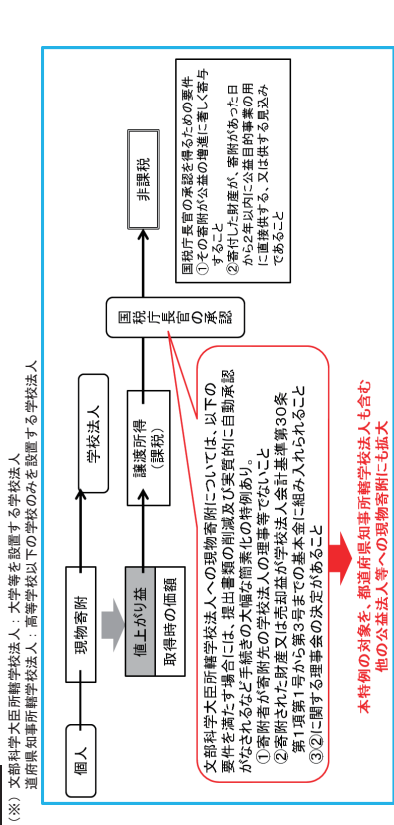 （※）文部科学大臣所轄学校法人：大学等を設置する学校法人
道府県知事所轄学校法人：高等学校以下の学校のみを設置する学校法人
個人
現物寄附
学校法人
値上がり益
取得時の価額
譲渡所得
（課税）
国税庁長官の承認
非課税
国税庁長官の承認を得るための要件
①その寄附が公益の増進に著しく寄与
すること
②寄付した財産が、寄附があった日
から2年以内に公益目的事業の用
に直接供する、又は供する見込み
であること
文部科学大臣所轄学校法人への現物寄附については、以下の
要件を満たす場合には、提出書類の削減及び実質的に自動承認
がなされるなど手続きの大幅な簡素化の特例あり。
①寄附者が寄附先の学校法人の理事等でないこと
②寄附された財産又は売却益が学校法人会計基準第30条
第1項第1号から第3号までの基本金に組み入れられること
③②に関する理事会の決定があること
本特例の対象を、都道府県知事所轄学校法人も含む
他の公益法人等への現物寄附にも拡大